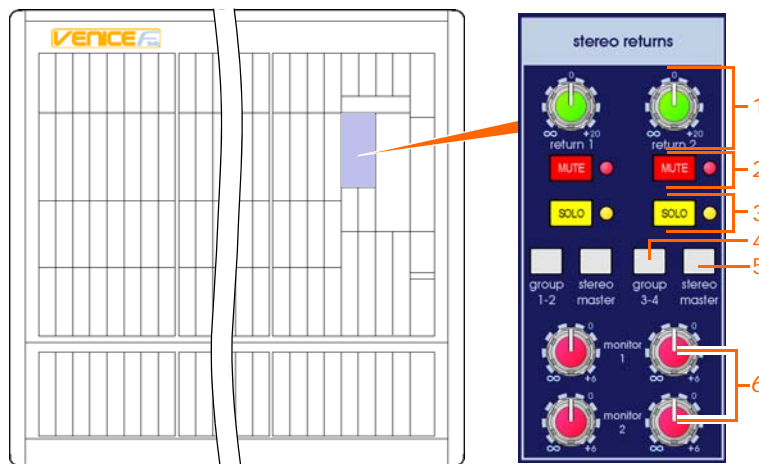 VENICE F
stereo returns
0 0
∞ +20 ∞ +20
return 1 return 2
1
MUTE MUTE
2
SOLO SOLO
3
4
5
group 1-2
stereo master
group 3-4
stereo master
0 0
monitor 1
∞ +6 ∞ +6
6
0 0
monitor 2
∞ +6 ∞ +6